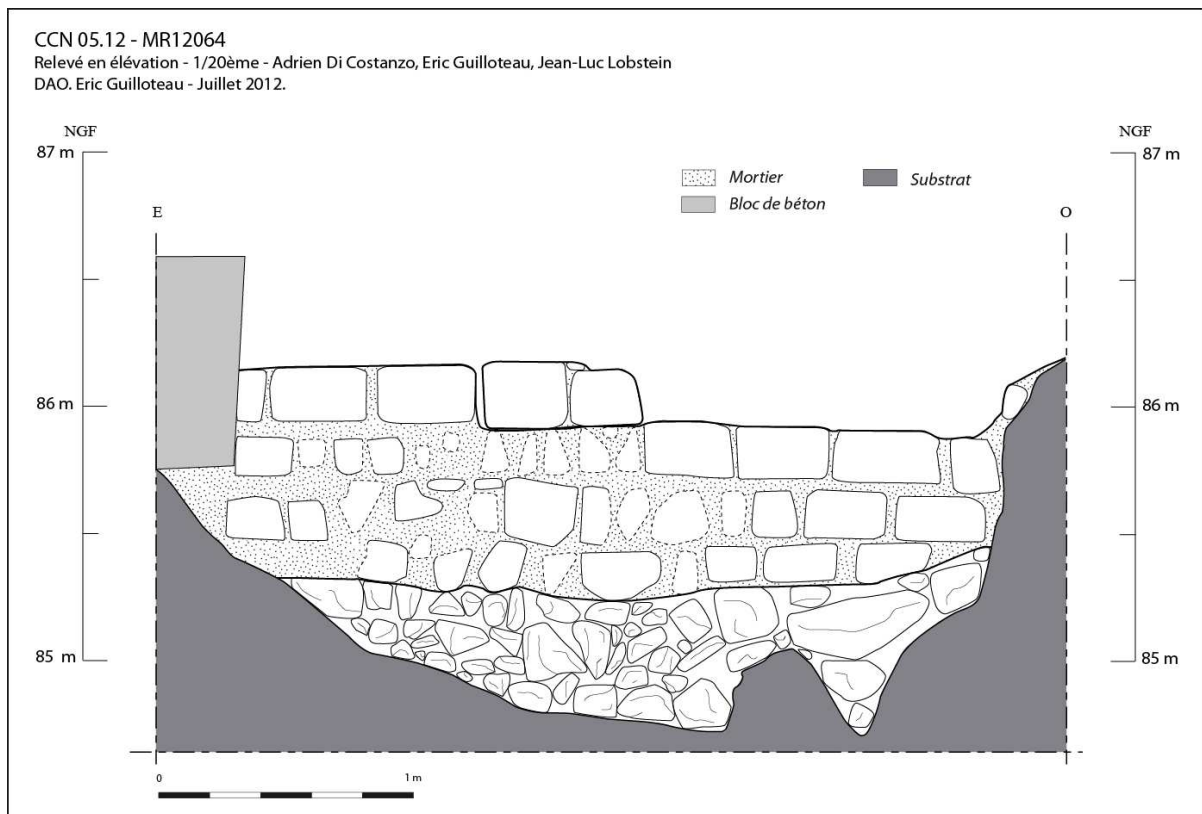 CCN 05.12 - MR12064
Relevé en élévation - 1/20ème - Adrien Di Costanzo, Eric Guilloteau, Jean-Luc Lobstein
DAO. Eric Guilloteau - Juillet 2012.
NGF NGF
87 m 87 m
Mortier Substrat
Bloc de béton
E O
86 m 86 m
85 m 85 m
0 1 m